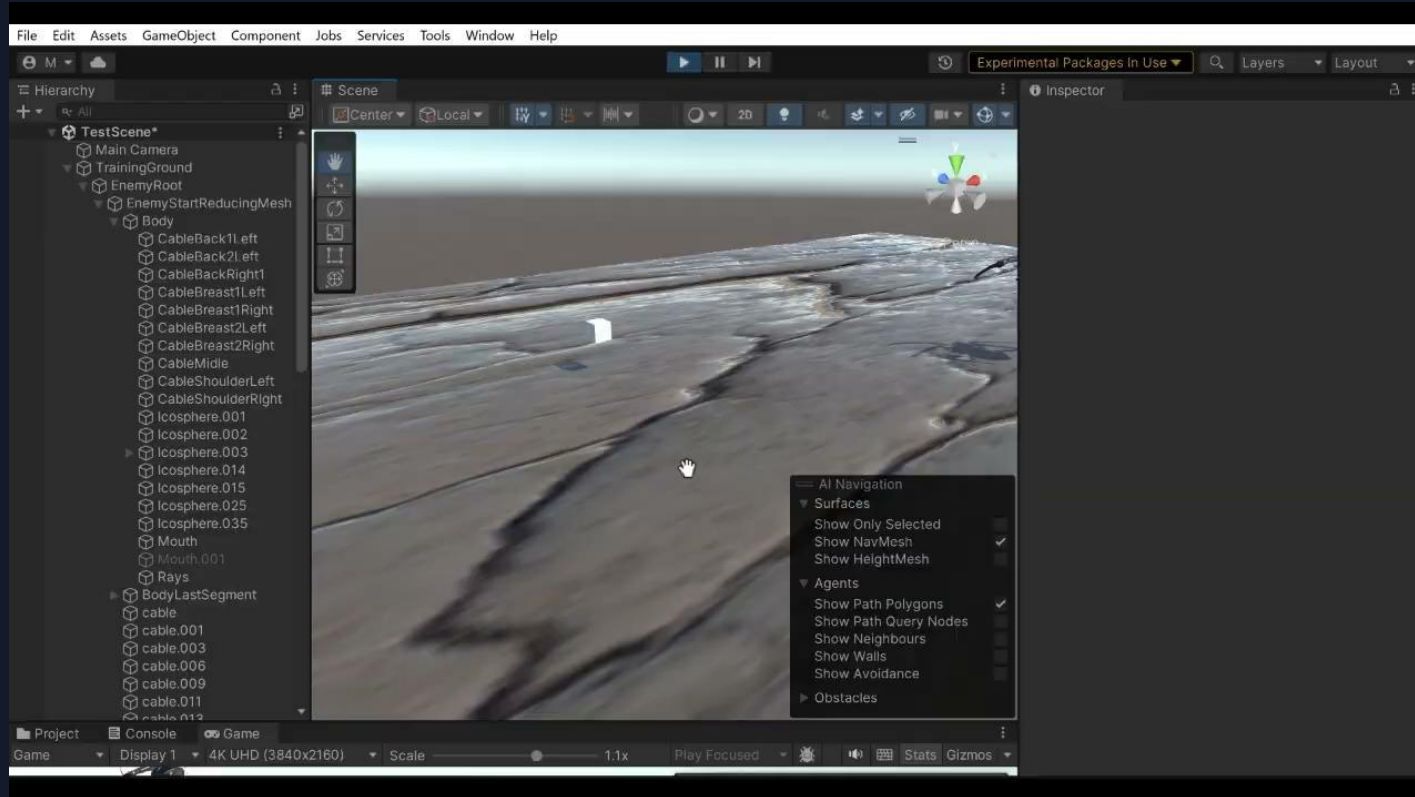 File Edit Assets GameObject Component Jobs Services Tools Window Help
M Experimental Packages In Use Layers Layout
Hierarchy
All
TestScene*
Main Camera
TrainingGround
EnemyRoot
EnemyStartReducingMesh
Body
CableBack1Left
CableBack2Left
CableBackRight1
CableBreast1Left
CableBreast1Right
CableBreast2Left
CableBreast2Right
CableMidle
CableShoulderLeft
CableShoulderRIght
Icosphere.001
Icosphere.002
Icosphere.003
Icosphere.014
Icosphere.015
Icosphere.025
Icosphere.035
Mouth
Mouth.001
Rays
BodyLastSegment
cable
cable.001
cable.003
cable.006
cable.009
cable.011
cable.013
Scene
Center Local 2D
y
AI Navigation
Surfaces
Show Only Selected
Show NavMesh
Show HeightMesh
Agents
Show Path Polygons
Show Path Query Nodes
Show Neighbours
Show Walls
Show Avoidance
Obstacles
Inspector
Project Console Game
Game Display 1 4K UHD (3840x2160) Scale 1.1x Play Focused Stats Gizmos